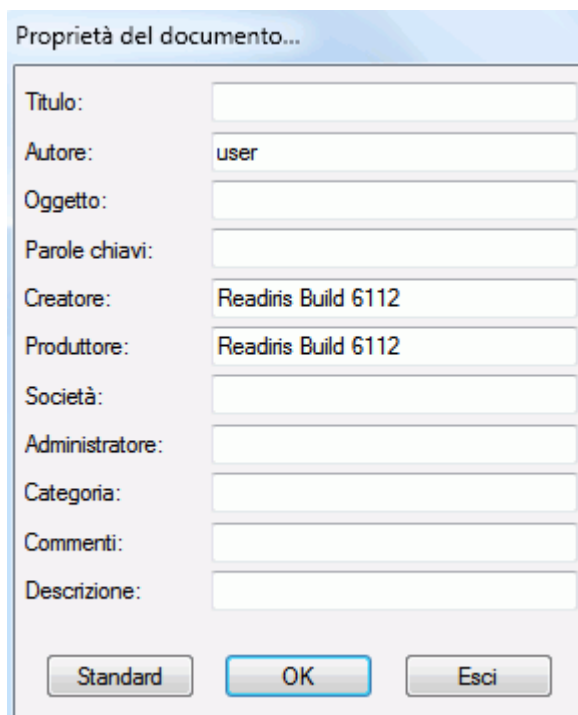 Proprietà del documento...
Titulo:
Autore: user
Oggetto:
Parole chiavi:
Creatore: Readiris Build 6112
Produttore: Readiris Build 6112
Società:
Administratore:
Categoria:
Commenti:
Descrizione:
Standard OK Esci